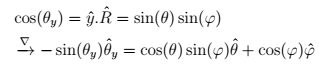 cos(θ_y) = ŷ.R̂ = sin(θ) sin(φ)
∇→ − sin(θ_y)θ̂_y = cos(θ) sin(φ)θ̂ + cos(φ)φ̂